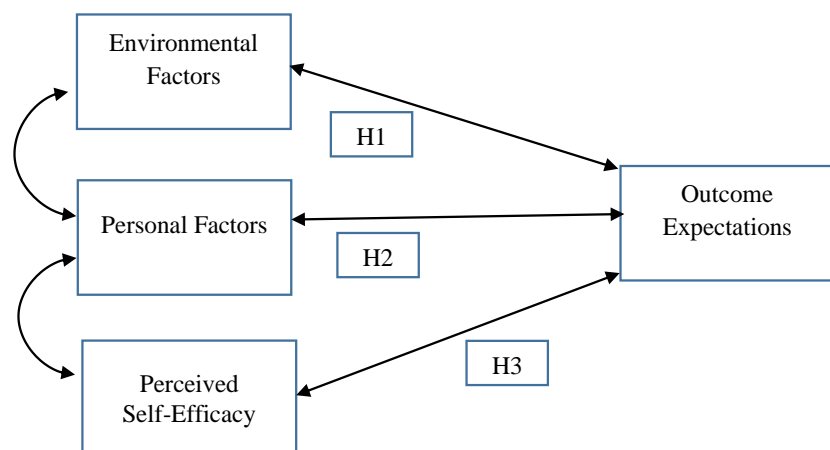 Environmental
Factors
H1
Outcome
Expectations
Personal Factors
H2
H3
Perceived
Self-Efficacy